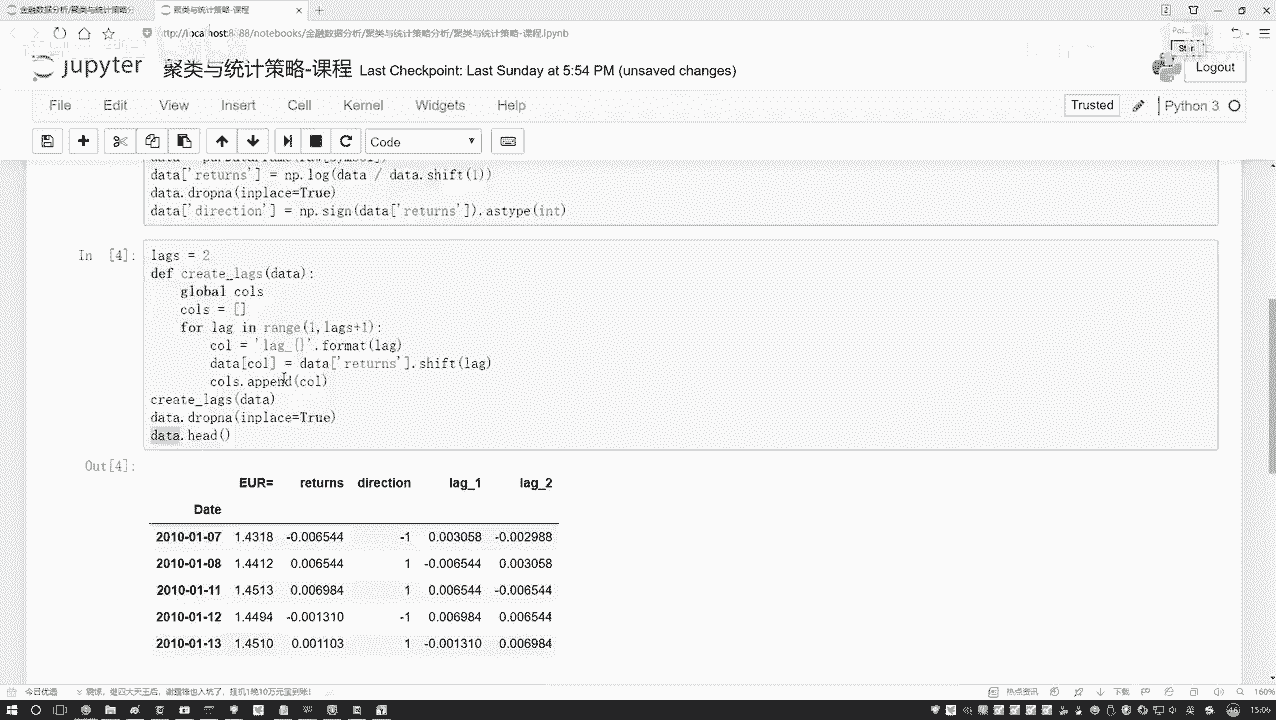 金融数据分析/聚类与统计策略分
聚类与统计策略-课程
localhost:8888/notebooks/金融数据分析/聚类与统计策略分析/聚类与统计策略-课程.ipynb
jupyter 聚类与统计策略-课程 Last Checkpoint: Last Sunday at 5:54 PM (unsaved changes)
Logout
File Edit View Insert Cell Kernel Widgets Help
Trusted Python 3
Code
data['returns'] = np.log(data / data.shift(1))
data.dropna(inplace=True)
data['direction'] = np.sign(data['returns']).astype(int)
In [4]:
lags = 2
def create_lags(data):
global cols
cols = []
for lag in range(1,lags+1):
col = 'lag_{}'.format(lag)
data[col] = data['returns'].shift(lag)
cols.append(col)
create_lags(data)
data.dropna(inplace=True)
data.head()
Out[4]:
EUR= returns direction lag_1 lag_2
Date
2010-01-07 1.4318 -0.006544 -1 0.003058 -0.002988
2010-01-08 1.4412 0.006544 1 -0.006544 0.003058
2010-01-11 1.4513 0.006984 1 0.006544 -0.006544
2010-01-12 1.4494 -0.001310 -1 0.006984 0.006544
2010-01-13 1.4510 0.001103 1 -0.001310 0.006984
今日优选
热点资讯 下载 160%
15:05